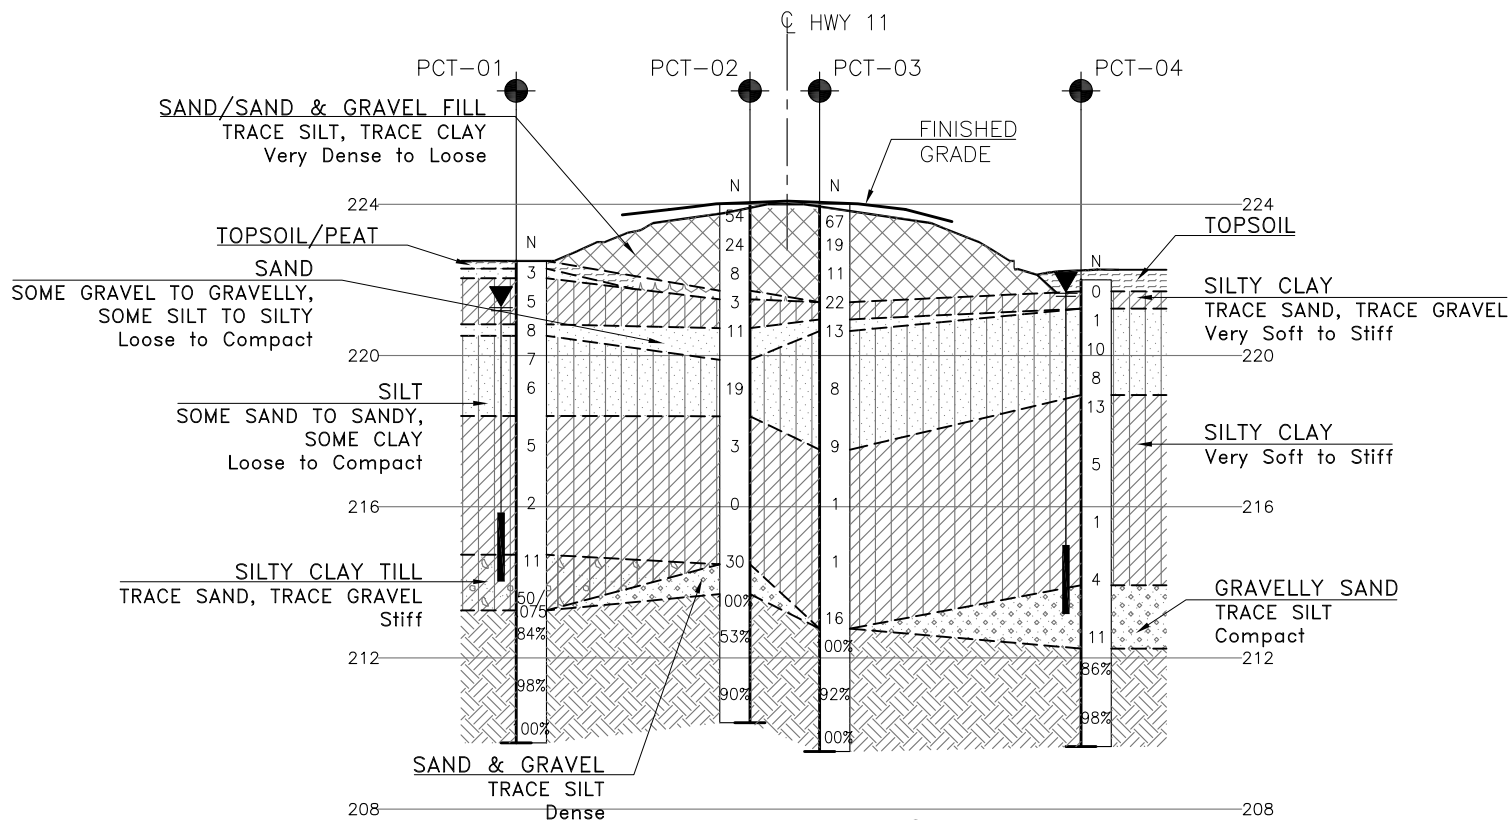 ℄ HWY 11
PCT-01
PCT-02
PCT-03
PCT-04
SAND/SAND & GRAVEL FILL
TRACE SILT, TRACE CLAY
Very Dense to Loose
FINISHED
GRADE
224
224
TOPSOIL/PEAT
TOPSOIL
SAND
SOME GRAVEL TO GRAVELLY,
SOME SILT TO SILTY
Loose to Compact
SILTY CLAY
TRACE SAND, TRACE GRAVEL
Very Soft to Stiff
220
220
SILT
SOME SAND TO SANDY,
SOME CLAY
Loose to Compact
SILTY CLAY
Very Soft to Stiff
216
216
SILTY CLAY TILL
TRACE SAND, TRACE GRAVEL
Stiff
GRAVELLY SAND
TRACE SILT
Compact
212
212
SAND & GRAVEL
TRACE SILT
Dense
208
208
N
3
5
8
7
6
5
2
11
50/
075
84%
98%
00%
N
54
24
8
3
11
19
3
0
30
00%
53%
90%
N
67
19
11
22
13
8
9
1
1
16
00%
92%
00%
N
0
1
10
8
13
5
1
4
11
86%
98%